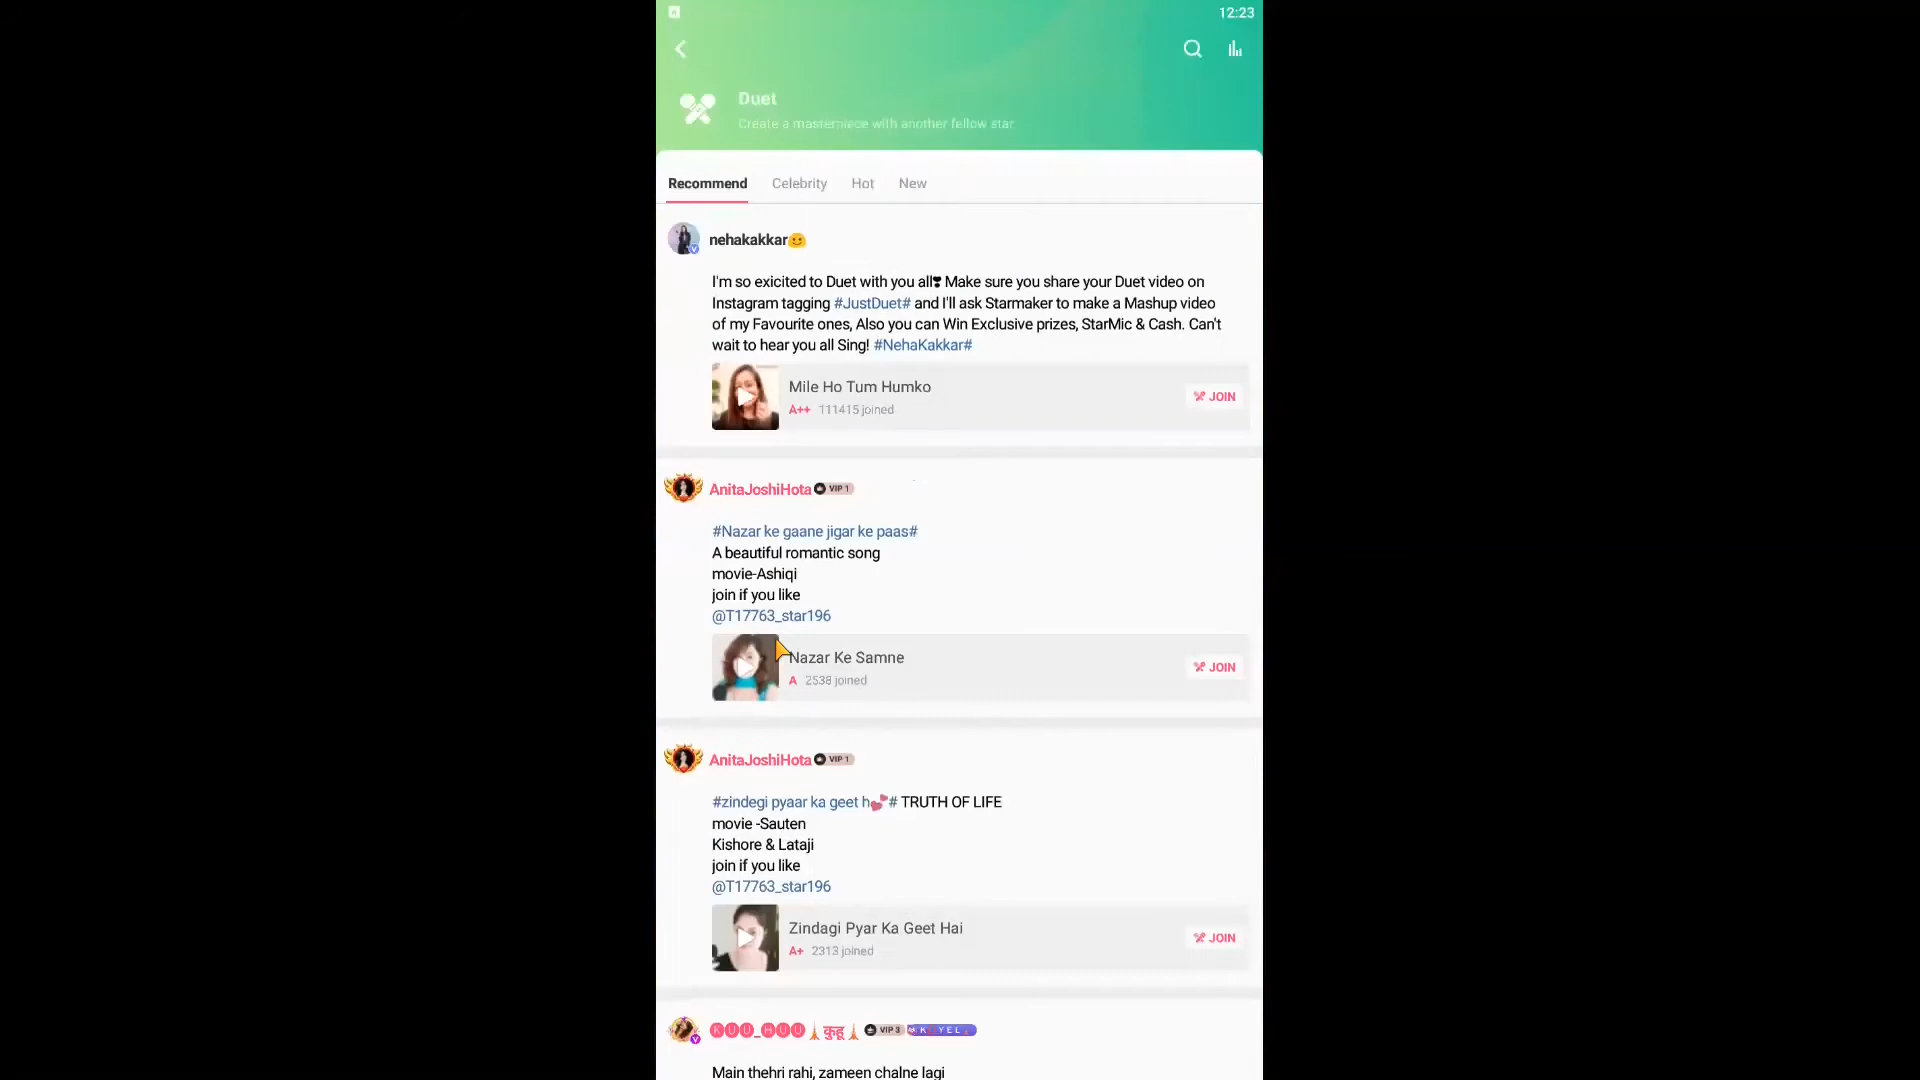 12:23
Duet
Create a masterpiece with another fellow star
Recommend Celebrity Hot New
nehakakkar😊
I'm so exicited to Duet with you all❣ Make sure you share your Duet video on
Instagram tagging #JustDuet# and I'll ask Starmaker to make a Mashup video
of my Favourite ones, Also you can Win Exclusive prizes, StarMic & Cash. Can't
wait to hear you all Sing! #NehaKakkar#
Mile Ho Tum Humko
A++ 111415 joined
JOIN
AnitaJoshiHota VIP 1
#Nazar ke gaane jigar ke paas#
A beautiful romantic song
movie-Ashiqi
join if you like
@T17763_star196
Nazar Ke Samne
A 2538 joined
JOIN
AnitaJoshiHota VIP 1
#zindegi pyaar ka geet h💕# TRUTH OF LIFE
movie -Sauten
Kishore & Lataji
join if you like
@T17763_star196
Zindagi Pyar Ka Geet Hai
A+ 2313 joined
JOIN
🅚🅤🅤_🅗🅤🅤🙏कुहू🙏 VIP 3
Main thehri rahi, zameen chalne lagi